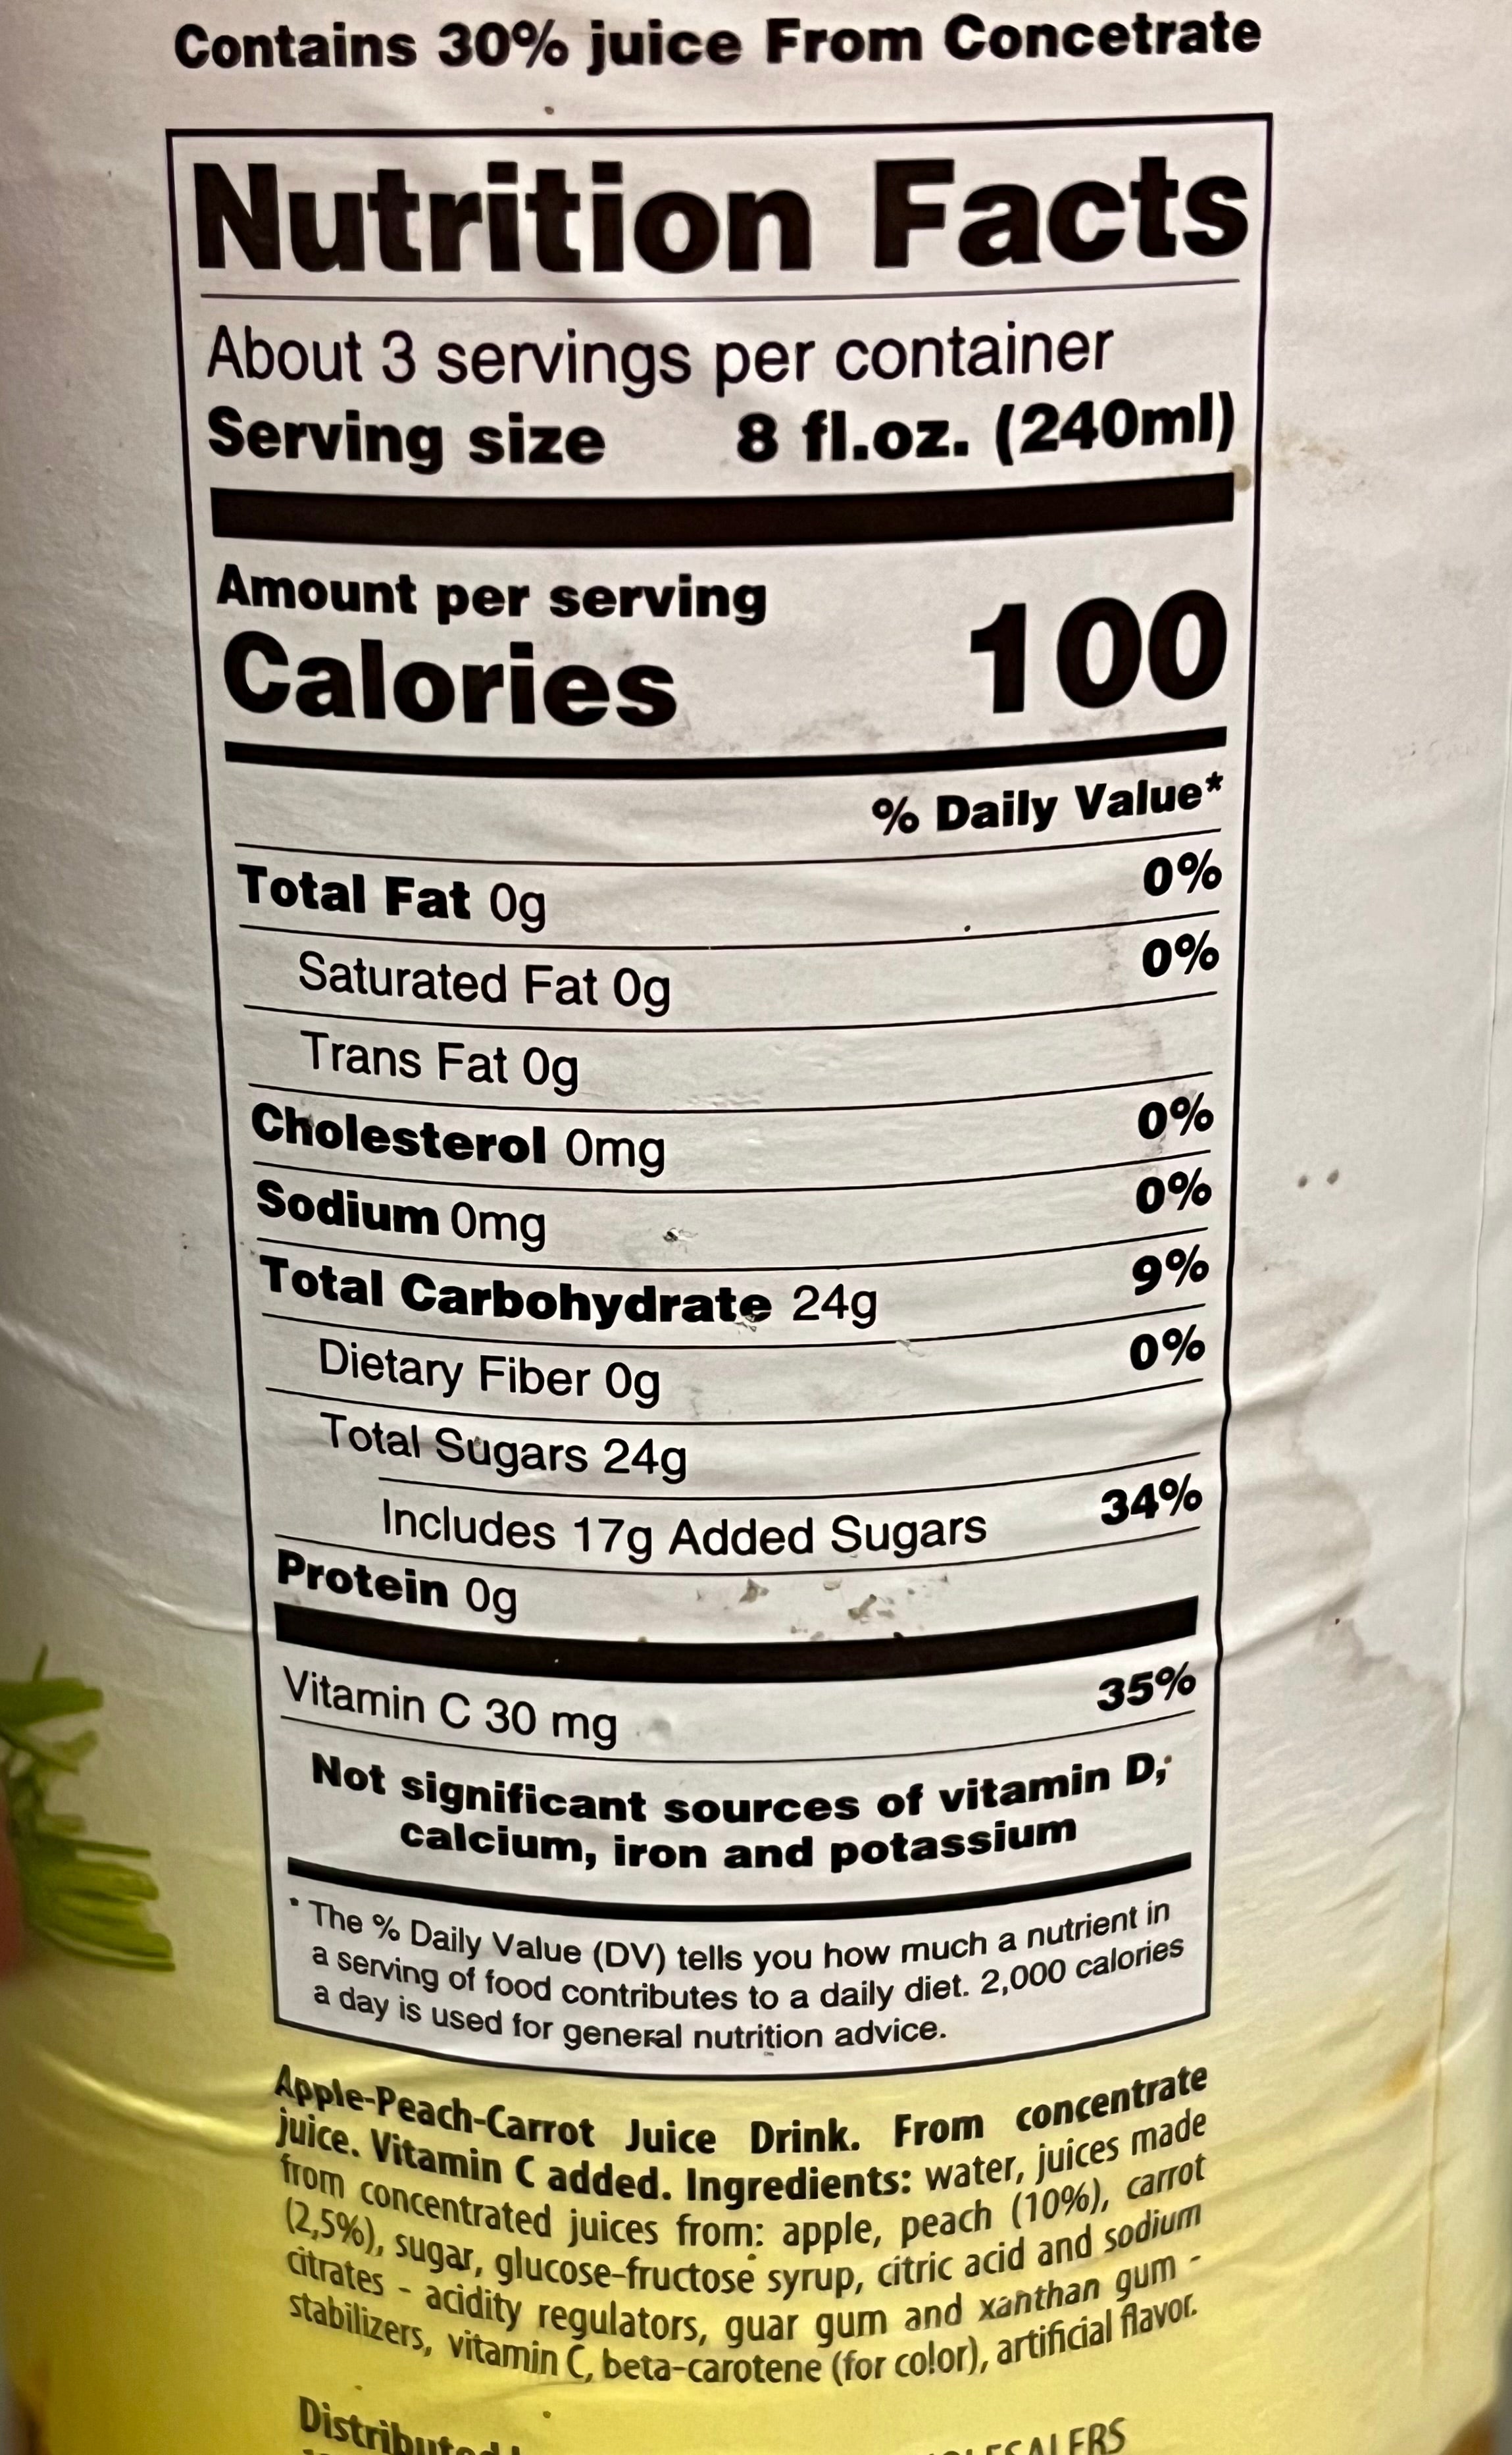 Contains 30% juice From Concetrate
Nutrition Facts
About 3 servings per container
Serving size 8 fl.oz. (240ml)
Amount per serving
Calories 100
% Daily Value*
Total Fat 0g 0%
Saturated Fat 0g 0%
Trans Fat 0g
Cholesterol 0mg 0%
Sodium 0mg 0%
Total Carbohydrate 24g 9%
Dietary Fiber 0g 0%
Total Sugars 24g
Includes 17g Added Sugars 34%
Protein 0g
Vitamin C 30 mg 35%
Not significant sources of vitamin D,
calcium, iron and potassium
* The % Daily Value (DV) tells you how much a nutrient in
a serving of food contributes to a daily diet. 2,000 calories
a day is used for general nutrition advice.
Apple-Peach-Carrot Juice Drink. From concentrate
juice. Vitamin C added. Ingredients: water, juices made
from concentrated juices from: apple, peach (10%), carrot
(2,5%), sugar, glucose-fructose syrup, citric acid and sodium
citrates - acidity regulators, guar gum and xanthan gum -
stabilizers, vitamin C, beta-carotene (for color), artificial flavor.
Distributed